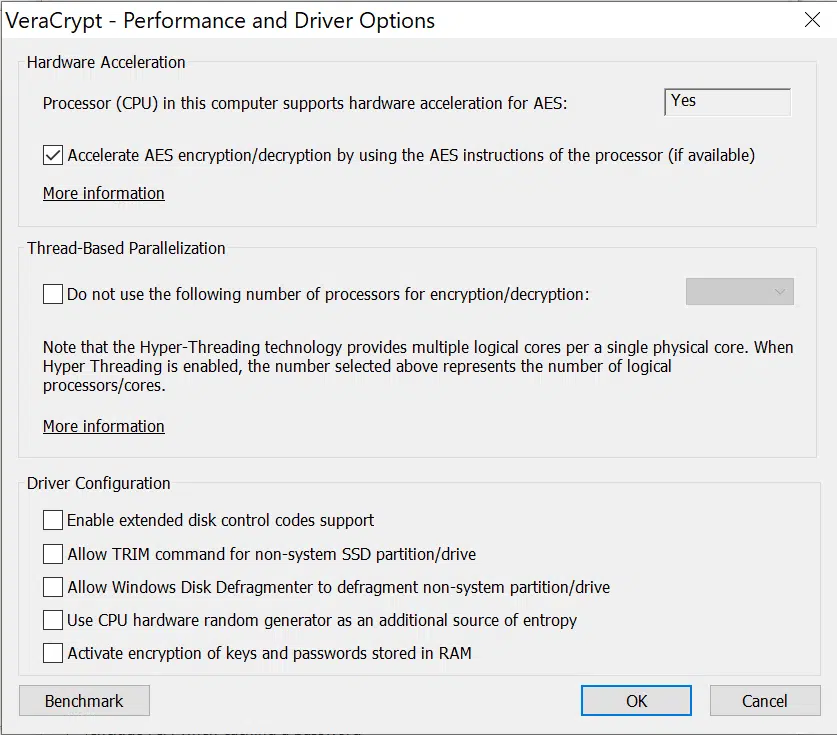 VeraCrypt - Performance and Driver Options
Hardware Acceleration
Processor (CPU) in this computer supports hardware acceleration for AES:
Yes
Accelerate AES encryption/decryption by using the AES instructions of the processor (if available)
More information
Thread-Based Parallelization
Do not use the following number of processors for encryption/decryption:
Note that the Hyper-Threading technology provides multiple logical cores per a single physical core. When
Hyper Threading is enabled, the number selected above represents the number of logical
processors/cores.
More information
Driver Configuration
Enable extended disk control codes support
Allow TRIM command for non-system SSD partition/drive
Allow Windows Disk Defragmenter to defragment non-system partition/drive
Use CPU hardware random generator as an additional source of entropy
Activate encryption of keys and passwords stored in RAM
Benchmark
OK
Cancel